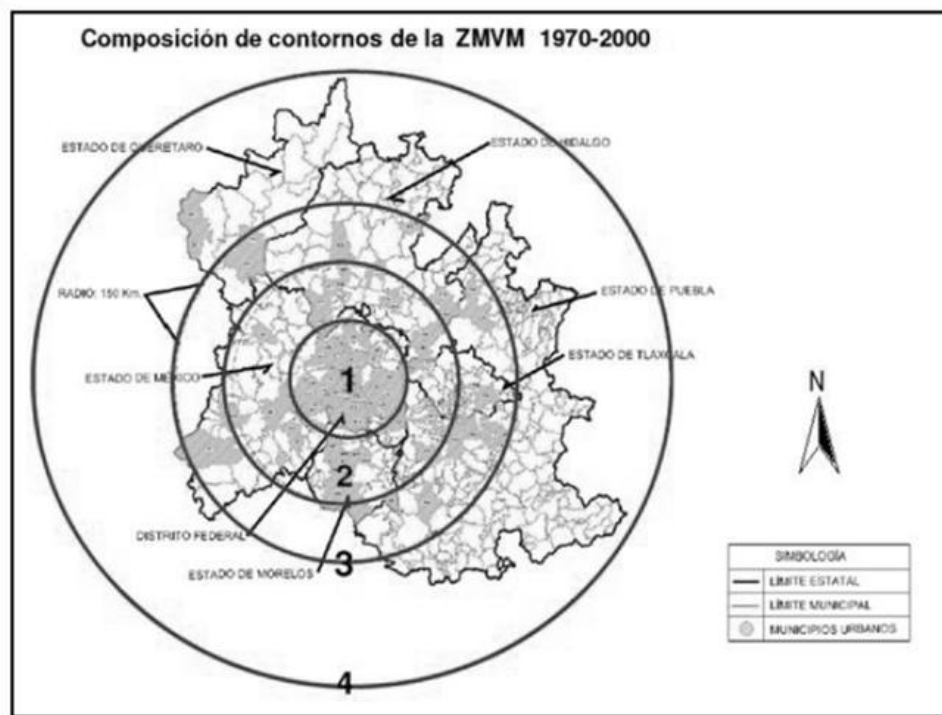 Composición de contornos de la ZMVM 1970-2000
ESTADO DE QUERETARO
ESTADO DE HIDALGO
RADIO: 150 Km.
ESTADO DE PUEBLA
ESTADO DE TLAXCALA
ESTADO DE MEXICO
1
N
2
DISTRITO FEDERAL
3
ESTADO DE MORELOS
SIMBOLOGÍA
LÍMITE ESTATAL
LÍMITE MUNICIPAL
MUNICIPIOS URBANOS
4